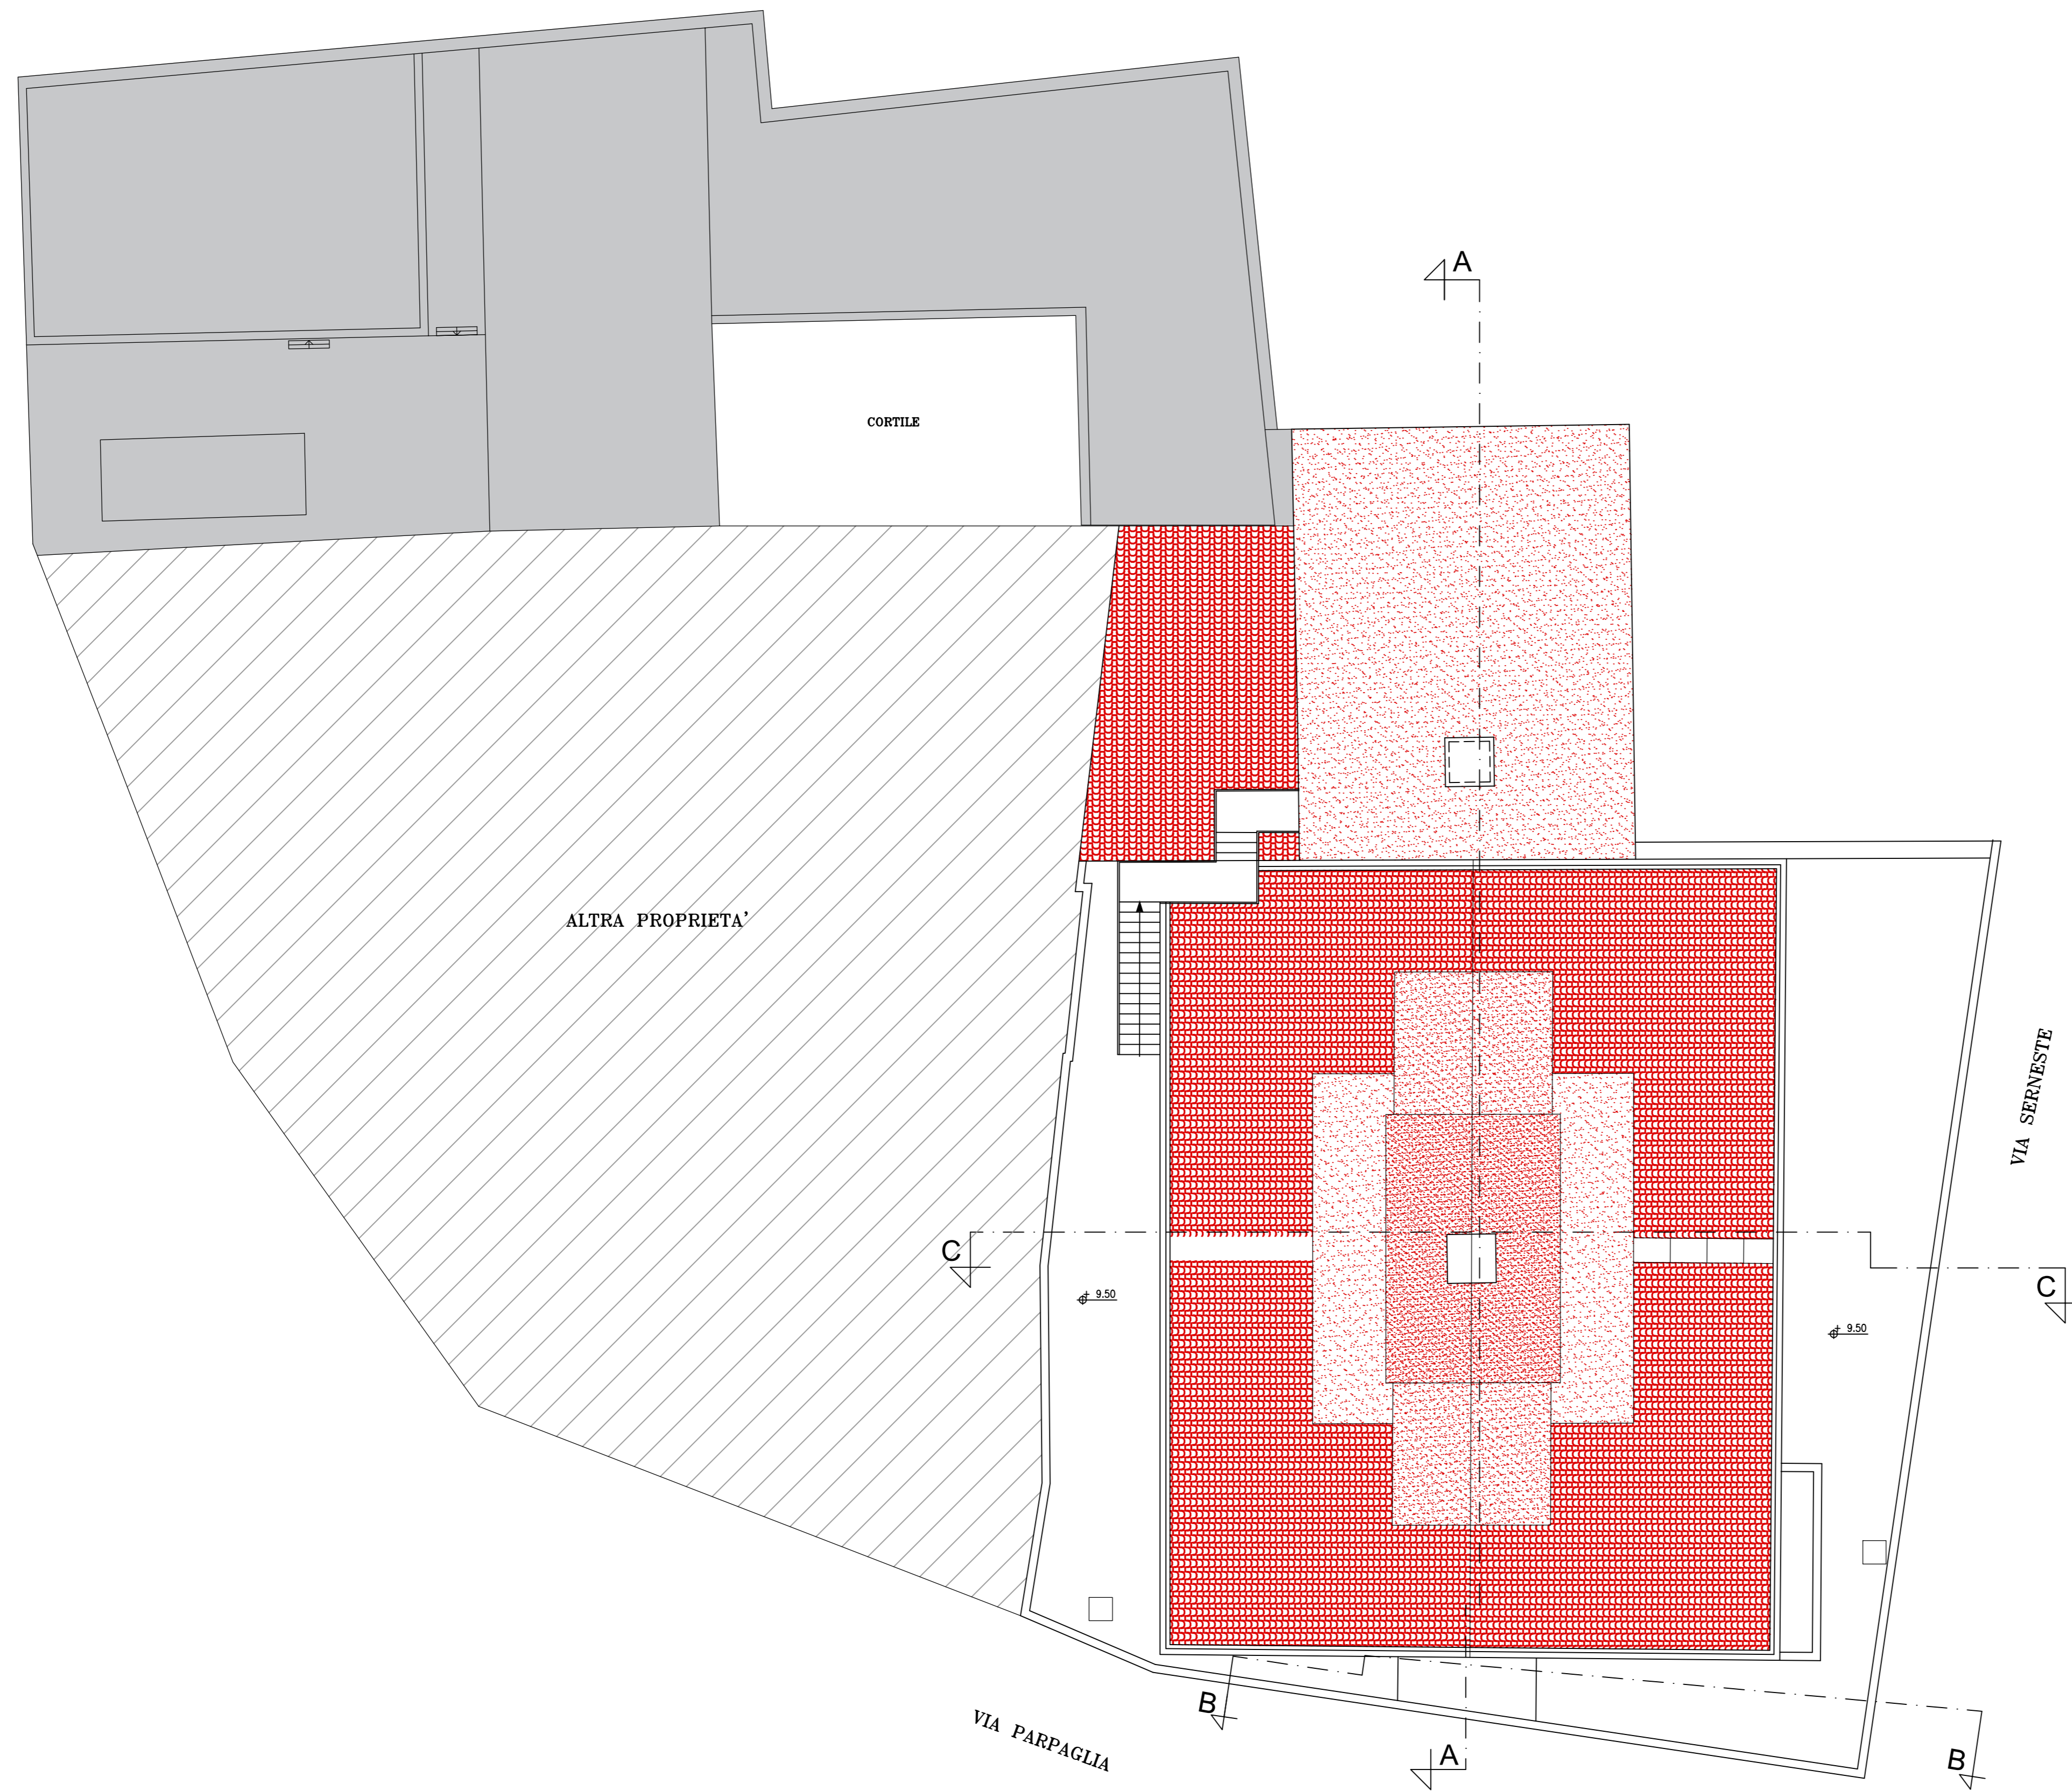 A
CORTILE
ALTRA PROPRIETA'
VIA SERNESTE
C
C
+ 9.50
+ 9.50
B
VIA PARPAGLIA
A
B